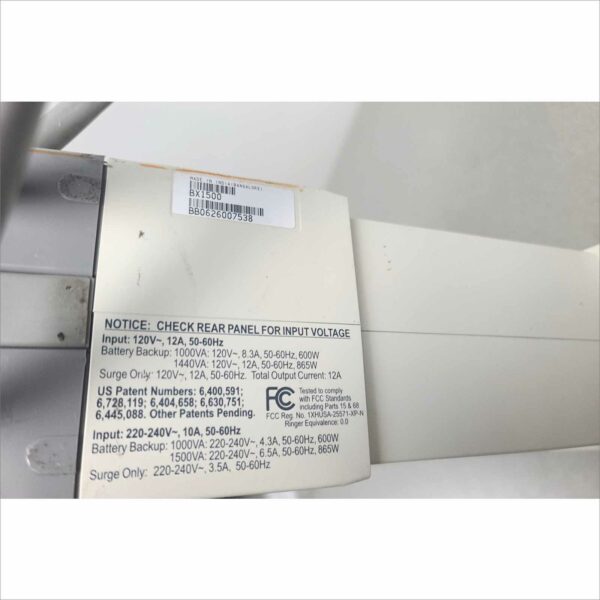 MADE IN INDIA(BANGALORE)
BX1500
BB0626007538
NOTICE: CHECK REAR PANEL FOR INPUT VOLTAGE
Input: 120V~, 12A, 50-60Hz
Battery Backup: 1000VA: 120V~, 8.3A, 50-60Hz, 600W
1440VA: 120V~, 12A, 50-60Hz, 865W
Surge Only: 120V~, 12A, 50-60Hz. Total Output Current: 12A
US Patent Numbers: 6,400,591;
6,728,119; 6,404,658; 6,630,751;
6,445,088. Other Patents Pending.
FC
Tested to comply
with FCC Standards
including Parts 15 & 68
FCC Reg. No. 1XHUSA-25571-XP-N
Ringer Equivalence: 0.0
Input: 220-240V~, 10A, 50-60Hz
Battery Backup: 1000VA: 220-240V~, 4.3A, 50-60Hz, 600W
1500VA: 220-240V~, 6.5A, 50-60Hz, 865W
Surge Only: 220-240V~, 3.5A, 50-60Hz